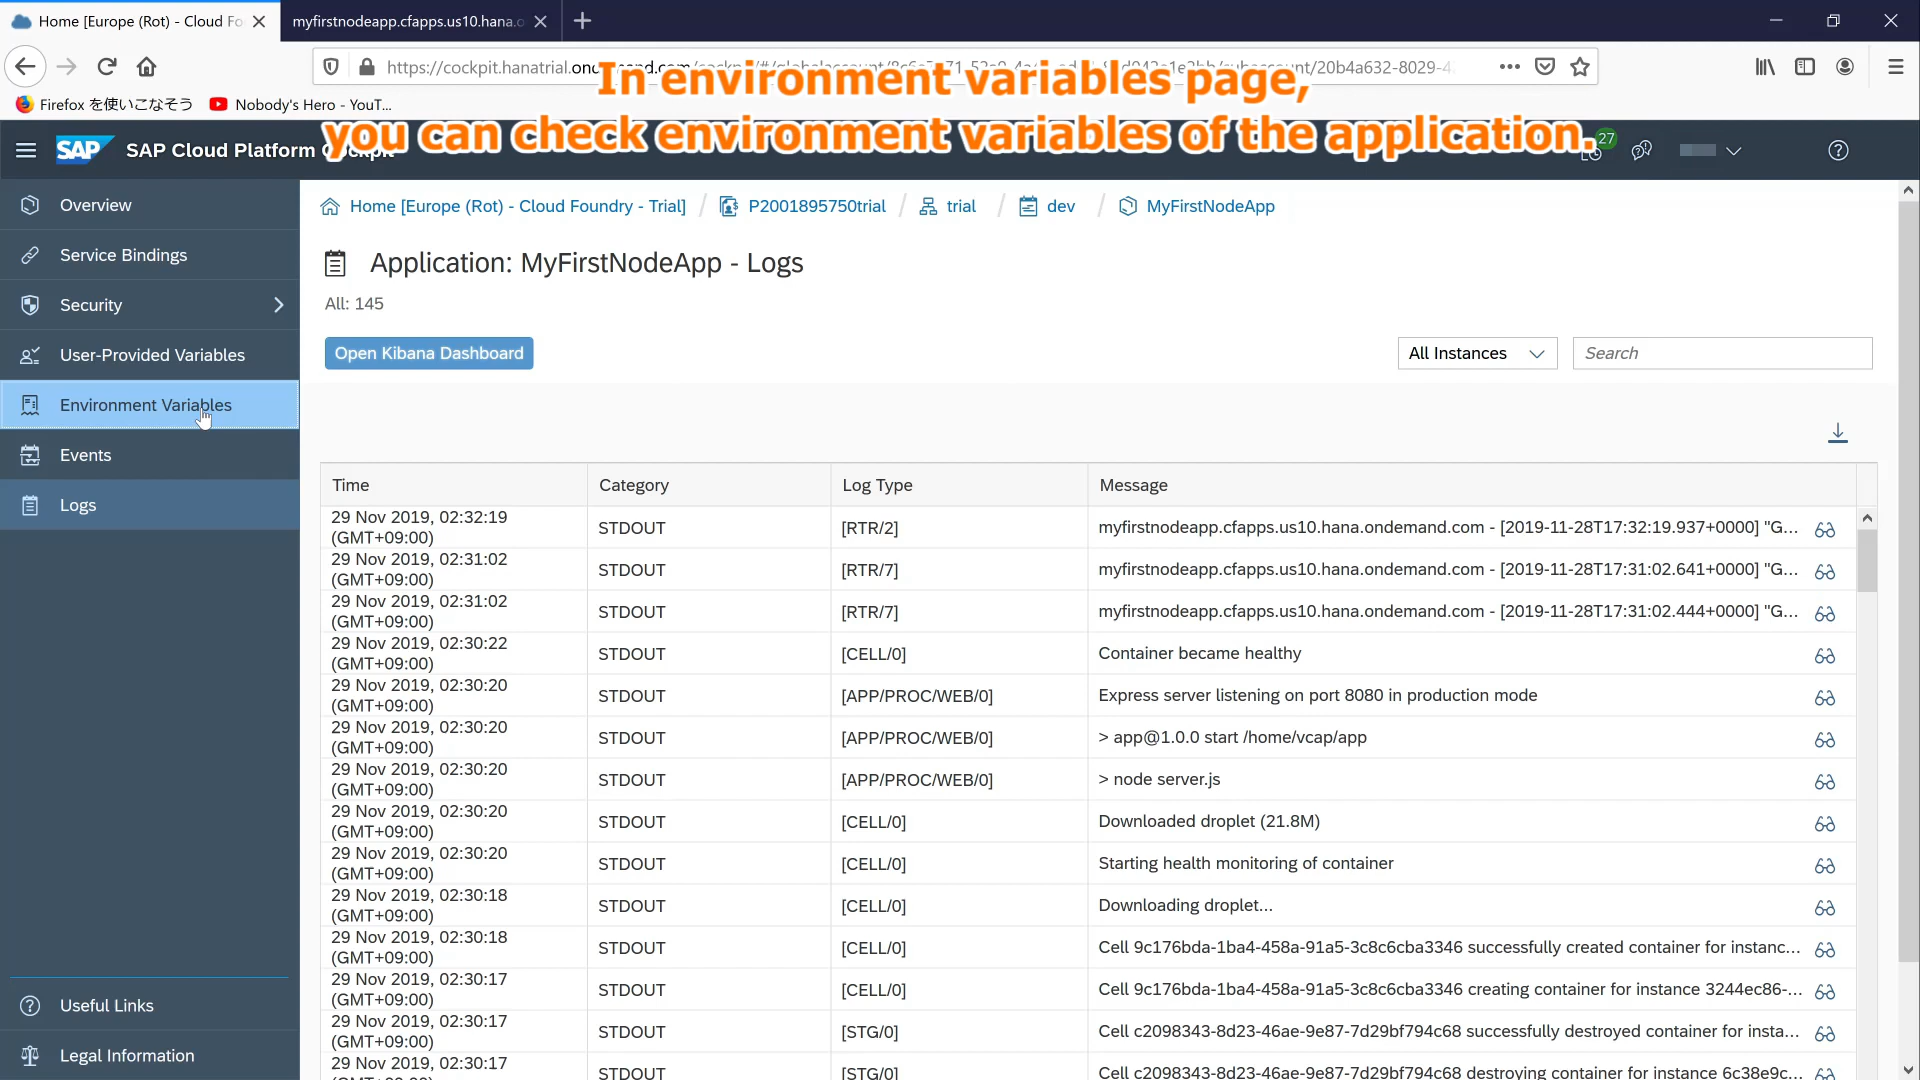 Home [Europe (Rot) - Cloud Fo
myfirstnodeapp.cfapps.us10.hana.o
https://cockpit.hanatrial.ond
In environment variables page,
Firefox を使いこなそう
Nobody's Hero - YouT...
you can check environment variables of the application.
SAP
SAP Cloud Platform Cockpit
27
Overview
Service Bindings
Security
User-Provided Variables
Environment Variables
Events
Logs
Useful Links
Legal Information
Home [Europe (Rot) - Cloud Foundry - Trial] / P2001895750trial / trial / dev / MyFirstNodeApp
Application: MyFirstNodeApp - Logs
All: 145
Open Kibana Dashboard
All Instances
Search
Time Category Log Type Message
29 Nov 2019, 02:32:19 (GMT+09:00) STDOUT [RTR/2] myfirstnodeapp.cfapps.us10.hana.ondemand.com - [2019-11-28T17:32:19.937+0000] "G...
29 Nov 2019, 02:31:02 (GMT+09:00) STDOUT [RTR/7] myfirstnodeapp.cfapps.us10.hana.ondemand.com - [2019-11-28T17:31:02.641+0000] "G...
29 Nov 2019, 02:31:02 (GMT+09:00) STDOUT [RTR/7] myfirstnodeapp.cfapps.us10.hana.ondemand.com - [2019-11-28T17:31:02.444+0000] "G...
29 Nov 2019, 02:30:22 (GMT+09:00) STDOUT [CELL/0] Container became healthy
29 Nov 2019, 02:30:20 (GMT+09:00) STDOUT [APP/PROC/WEB/0] Express server listening on port 8080 in production mode
29 Nov 2019, 02:30:20 (GMT+09:00) STDOUT [APP/PROC/WEB/0] > app@1.0.0 start /home/vcap/app
29 Nov 2019, 02:30:20 (GMT+09:00) STDOUT [APP/PROC/WEB/0] > node server.js
29 Nov 2019, 02:30:20 (GMT+09:00) STDOUT [CELL/0] Downloaded droplet (21.8M)
29 Nov 2019, 02:30:20 (GMT+09:00) STDOUT [CELL/0] Starting health monitoring of container
29 Nov 2019, 02:30:18 (GMT+09:00) STDOUT [CELL/0] Downloading droplet...
29 Nov 2019, 02:30:18 (GMT+09:00) STDOUT [CELL/0] Cell 9c176bda-1ba4-458a-91a5-3c8c6cba3346 successfully created container for instanc...
29 Nov 2019, 02:30:17 (GMT+09:00) STDOUT [CELL/0] Cell 9c176bda-1ba4-458a-91a5-3c8c6cba3346 creating container for instance 3244ec86-...
29 Nov 2019, 02:30:17 (GMT+09:00) STDOUT [STG/0] Cell c2098343-8d23-46ae-9e87-7d29bf794c68 successfully destroyed container for insta...
29 Nov 2019, 02:30:17 (GMT+09:00) STDOUT [STG/0] Cell c2098343-8d23-46ae-9e87-7d29bf794c68 destroying container for instance 6c38e9c...